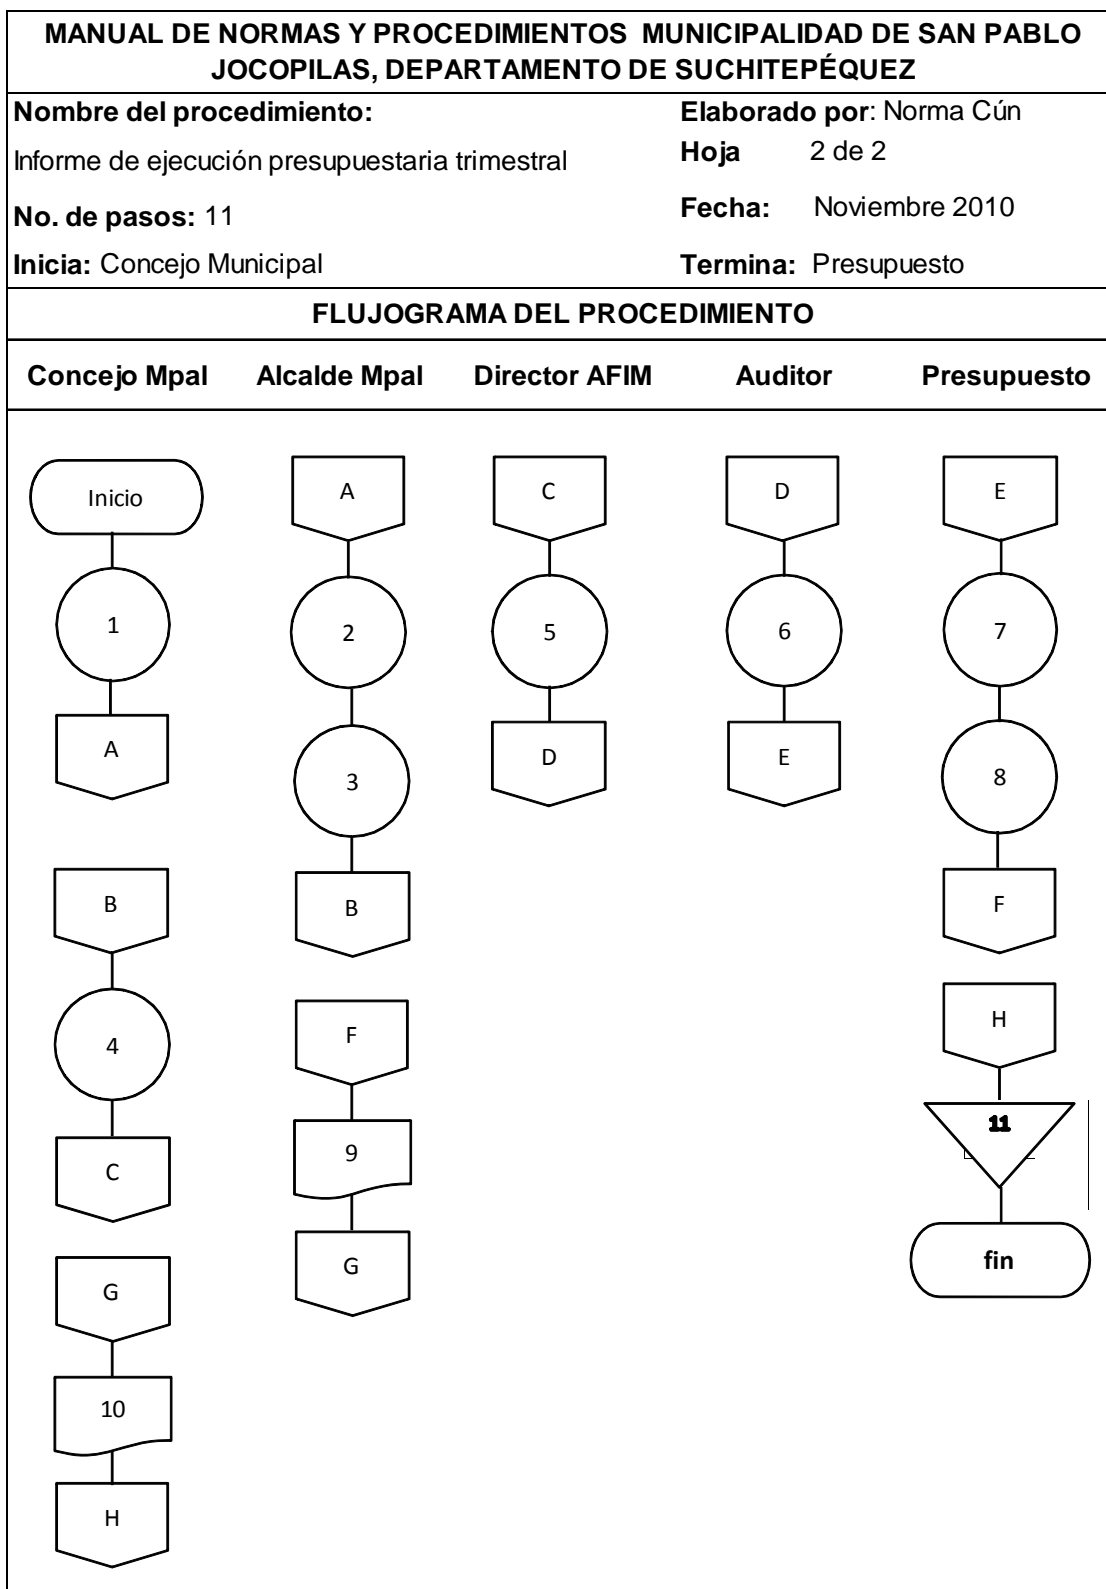 MANUAL DE NORMAS Y PROCEDIMIENTOS MUNICIPALIDAD DE SAN PABLO
JOCOPILAS, DEPARTAMENTO DE SUCHITEPÉQUEZ
Nombre del procedimiento:
Informe de ejecución presupuestaria trimestral
No. de pasos: 11
Inicia: Concejo Municipal
Elaborado por: Norma Cún
Hoja 2 de 2
Fecha: Noviembre 2010
Termina: Presupuesto
FLUJOGRAMA DEL PROCEDIMIENTO
Concejo Mpal
Alcalde Mpal
Director AFIM
Auditor
Presupuesto
Inicio
1
A
B
4
C
G
10
H
A
2
3
B
F
9
G
C
5
D
D
6
E
E
7
8
F
H
11
fin